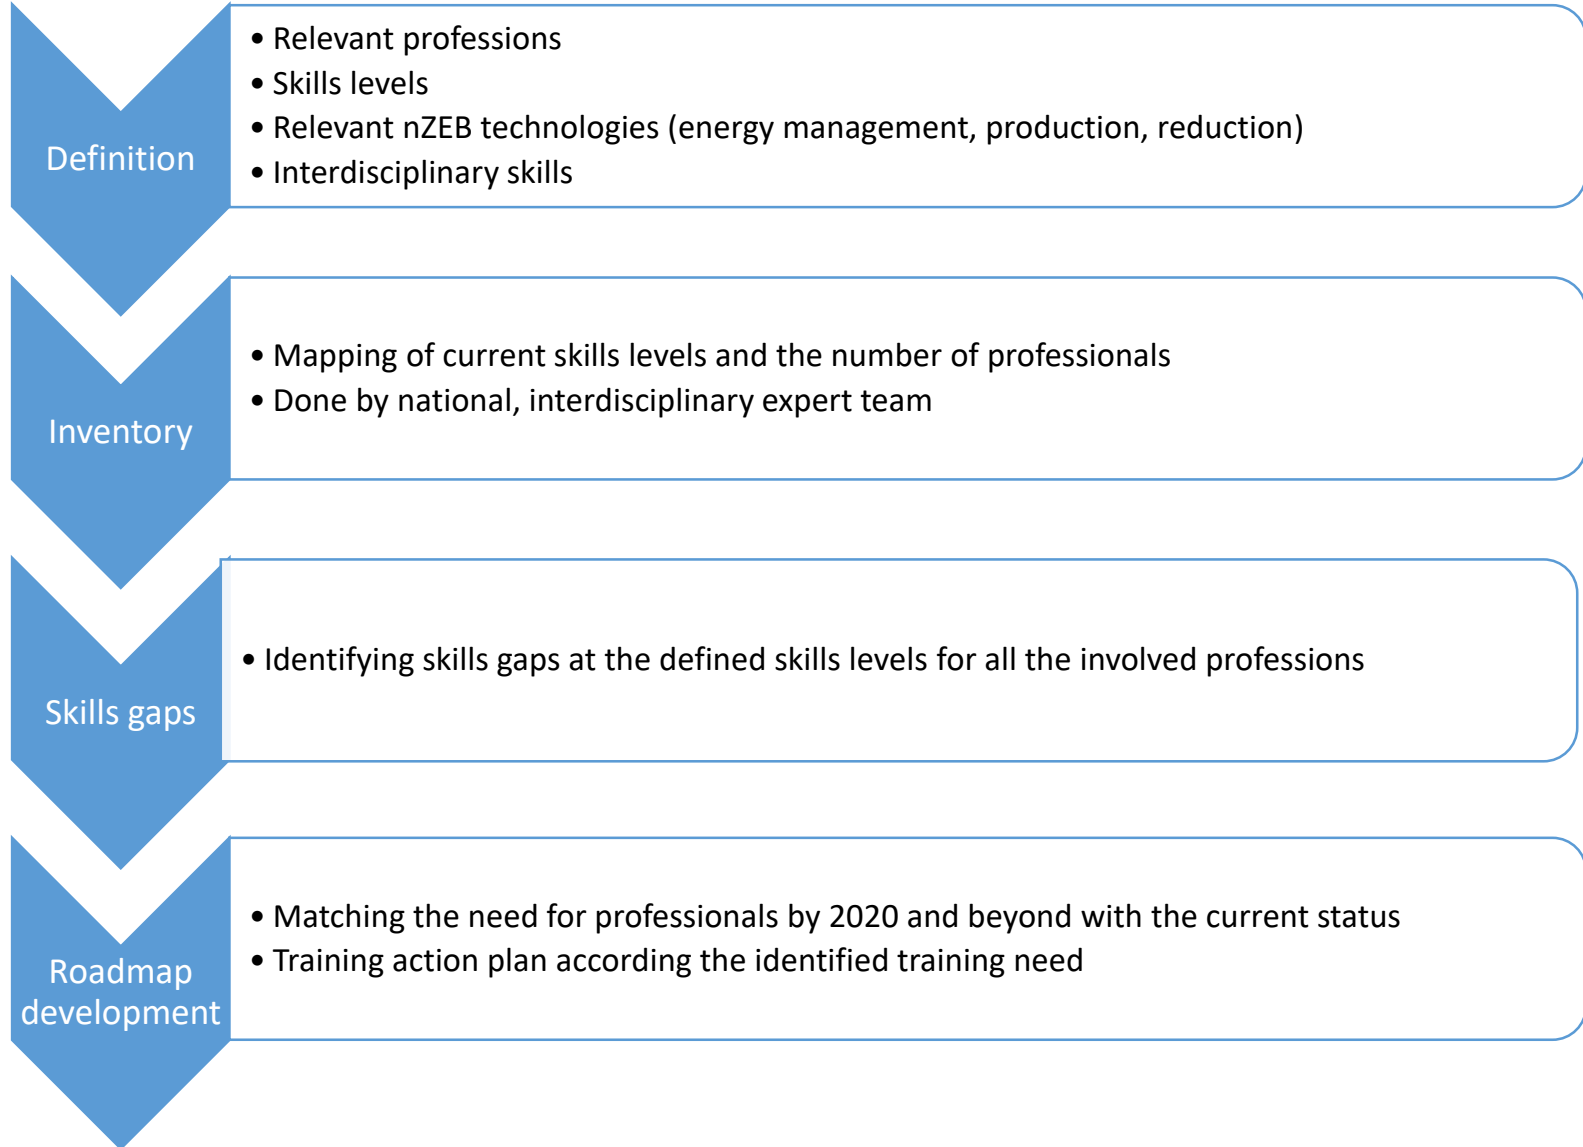 Definition
• Relevant professions
• Skills levels
• Relevant nZEB technologies (energy management, production, reduction)
• Interdisciplinary skills
Inventory
• Mapping of current skills levels and the number of professionals
• Done by national, interdisciplinary expert team
Skills gaps
• Identifying skills gaps at the defined skills levels for all the involved professions
Roadmap
development
• Matching the need for professionals by 2020 and beyond with the current status
• Training action plan according the identified training need